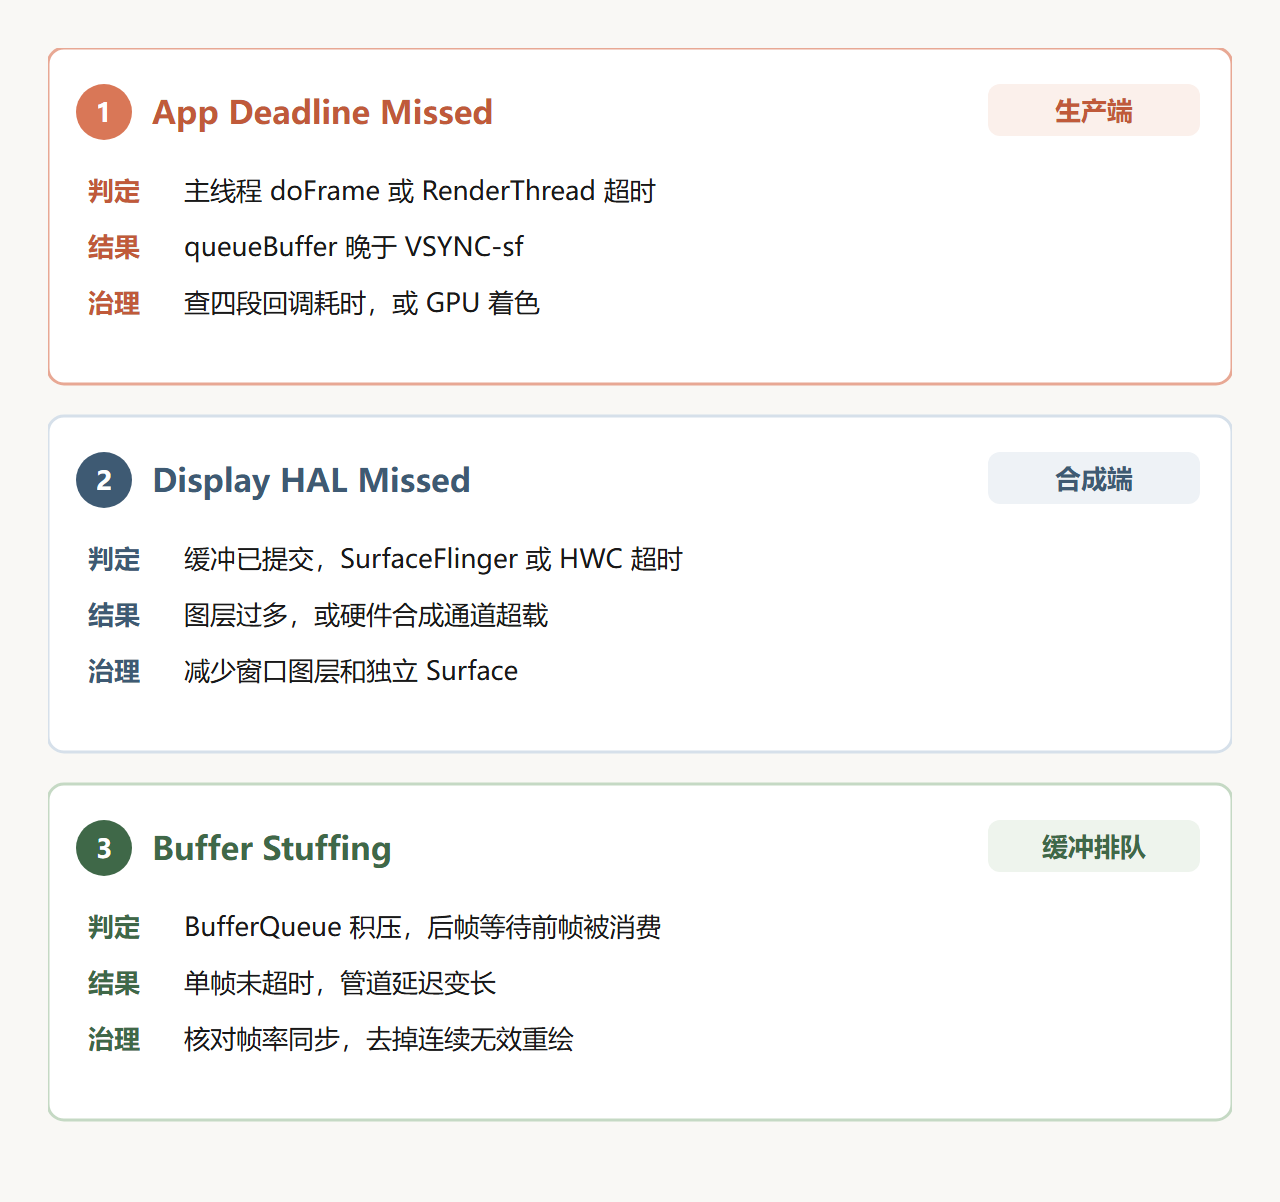 1 App Deadline Missed 生产端
判定 主线程 doFrame 或 RenderThread 超时
结果 queueBuffer 晚于 VSYNC-sf
治理 查四段回调耗时，或 GPU 着色
2 Display HAL Missed 合成端
判定 缓冲已提交，SurfaceFlinger 或 HWC 超时
结果 图层过多，或硬件合成通道超载
治理 减少窗口图层和独立 Surface
3 Buffer Stuffing 缓冲排队
判定 BufferQueue 积压，后帧等待前帧被消费
结果 单帧未超时，管道延迟变长
治理 核对帧率同步，去掉连续无效重绘